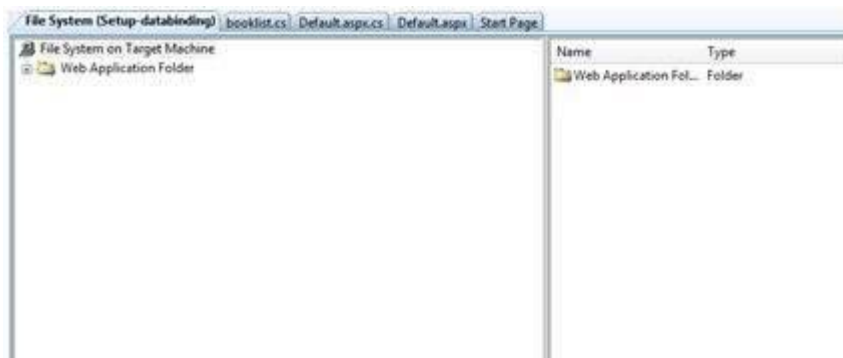 File System (Setup-databinding) booklist.cs Default.aspx.cs Default.aspx Start Page
File System on Target Machine
Web Application Folder
Name Type
Web Application Fol... Folder